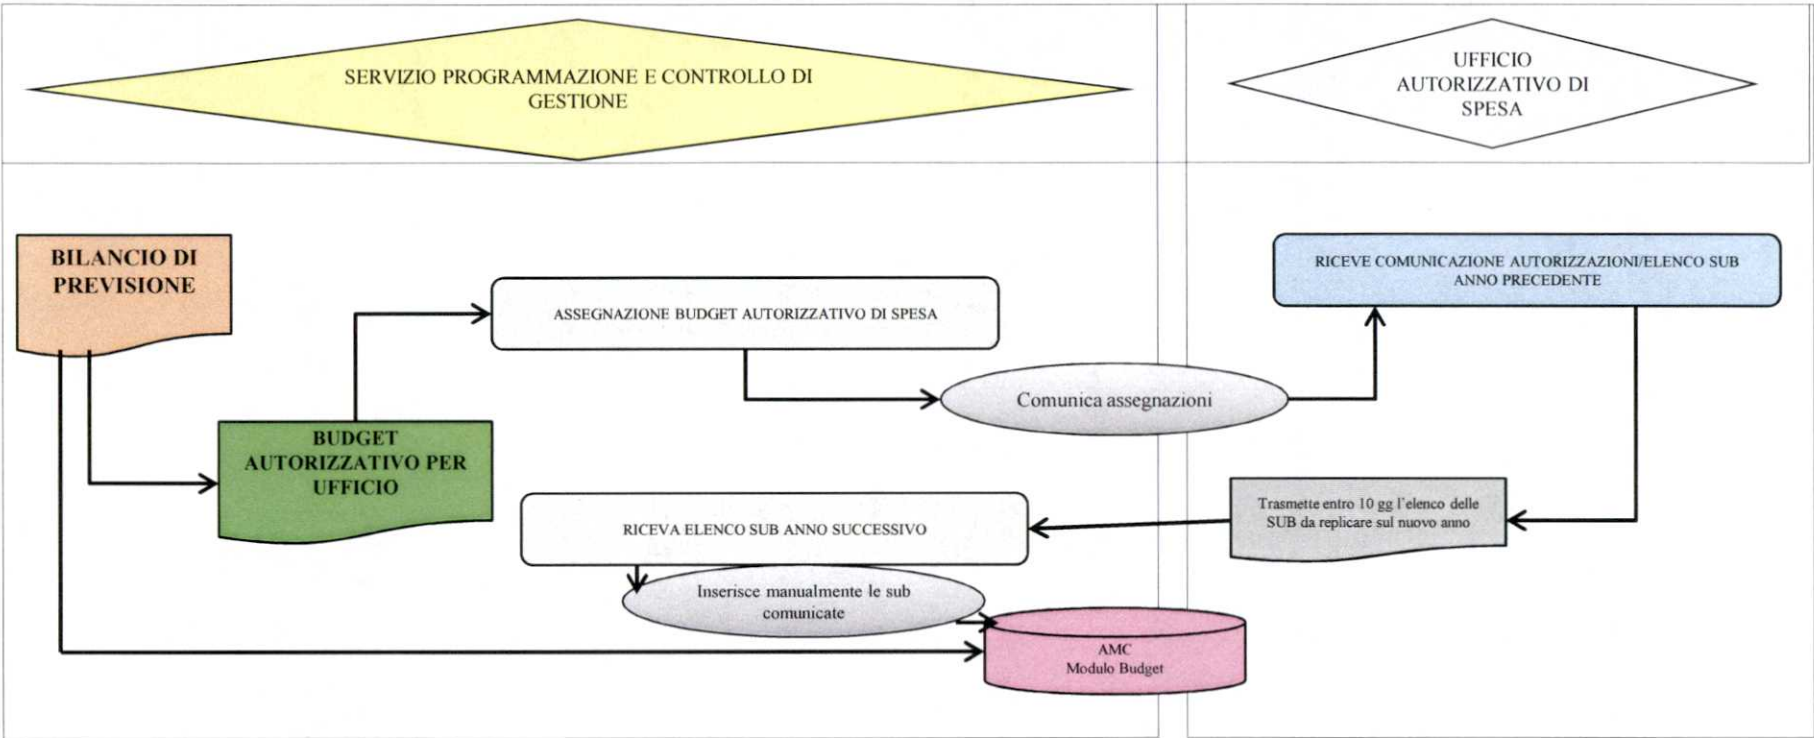 SERVIZIO PROGRAMMAZIONE E CONTROLLO DI
GESTIONE
UFFICIO
AUTORIZZATIVO DI
SPESA
BILANCIO DI
PREVISIONE
RICEVE COMUNICAZIONE AUTORIZZAZIONI/ELENCO SUB
ANNO PRECEDENTE
ASSEGNAZIONE BUDGET AUTORIZZATIVO DI SPESA
Comunica assegnazioni
BUDGET
AUTORIZZATIVO PER
UFFICIO
Trasmette entro 10 gg l'elenco delle
SUB da replicare sul nuovo anno
RICEVA ELENCO SUB ANNO SUCCESSIVO
Inserisce manualmente le sub
comunicate
AMC
Modulo Budget